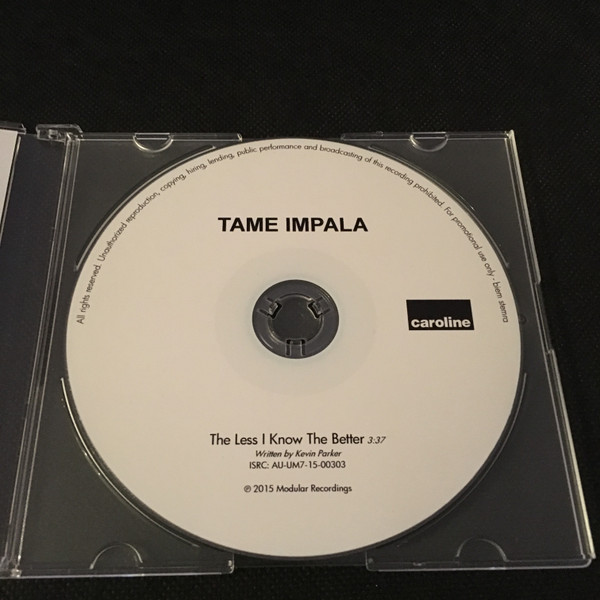 All rights reserved. Unauthorized reproduction, copying, hiring, lending, public performance and broadcasting of this recording prohibited. For promotional use only - biem stemra
TAME IMPALA
caroline
The Less I Know The Better 3:37
Written by Kevin Parker
ISRC: AU-UM7-15-00303
℗ 2015 Modular Recordings